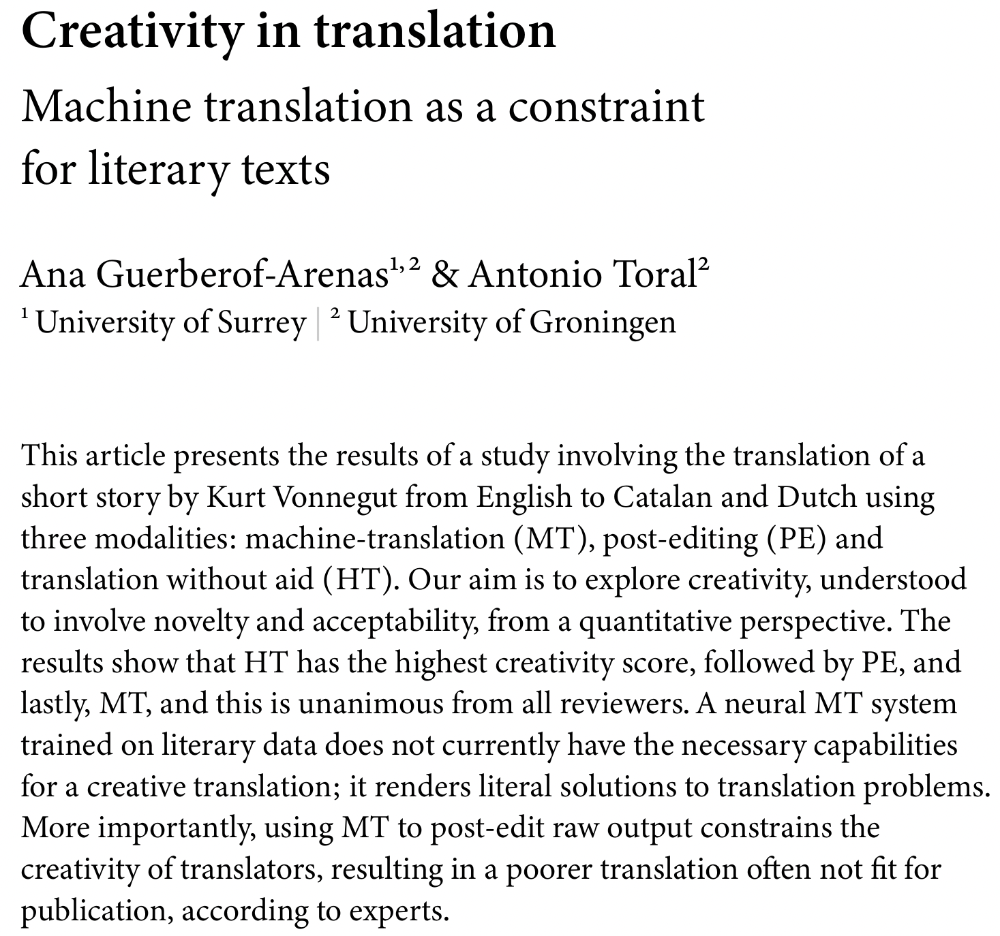 Creativity in translation
Machine translation as a constraint
for literary texts
Ana Guerberof-Arenas¹,² & Antonio Toral²
¹ University of Surrey | ² University of Groningen
This article presents the results of a study involving the translation of a
short story by Kurt Vonnegut from English to Catalan and Dutch using
three modalities: machine-translation (MT), post-editing (PE) and
translation without aid (HT). Our aim is to explore creativity, understood
to involve novelty and acceptability, from a quantitative perspective. The
results show that HT has the highest creativity score, followed by PE, and
lastly, MT, and this is unanimous from all reviewers. A neural MT system
trained on literary data does not currently have the necessary capabilities
for a creative translation; it renders literal solutions to translation problems.
More importantly, using MT to post-edit raw output constrains the
creativity of translators, resulting in a poorer translation often not fit for
publication, according to experts.